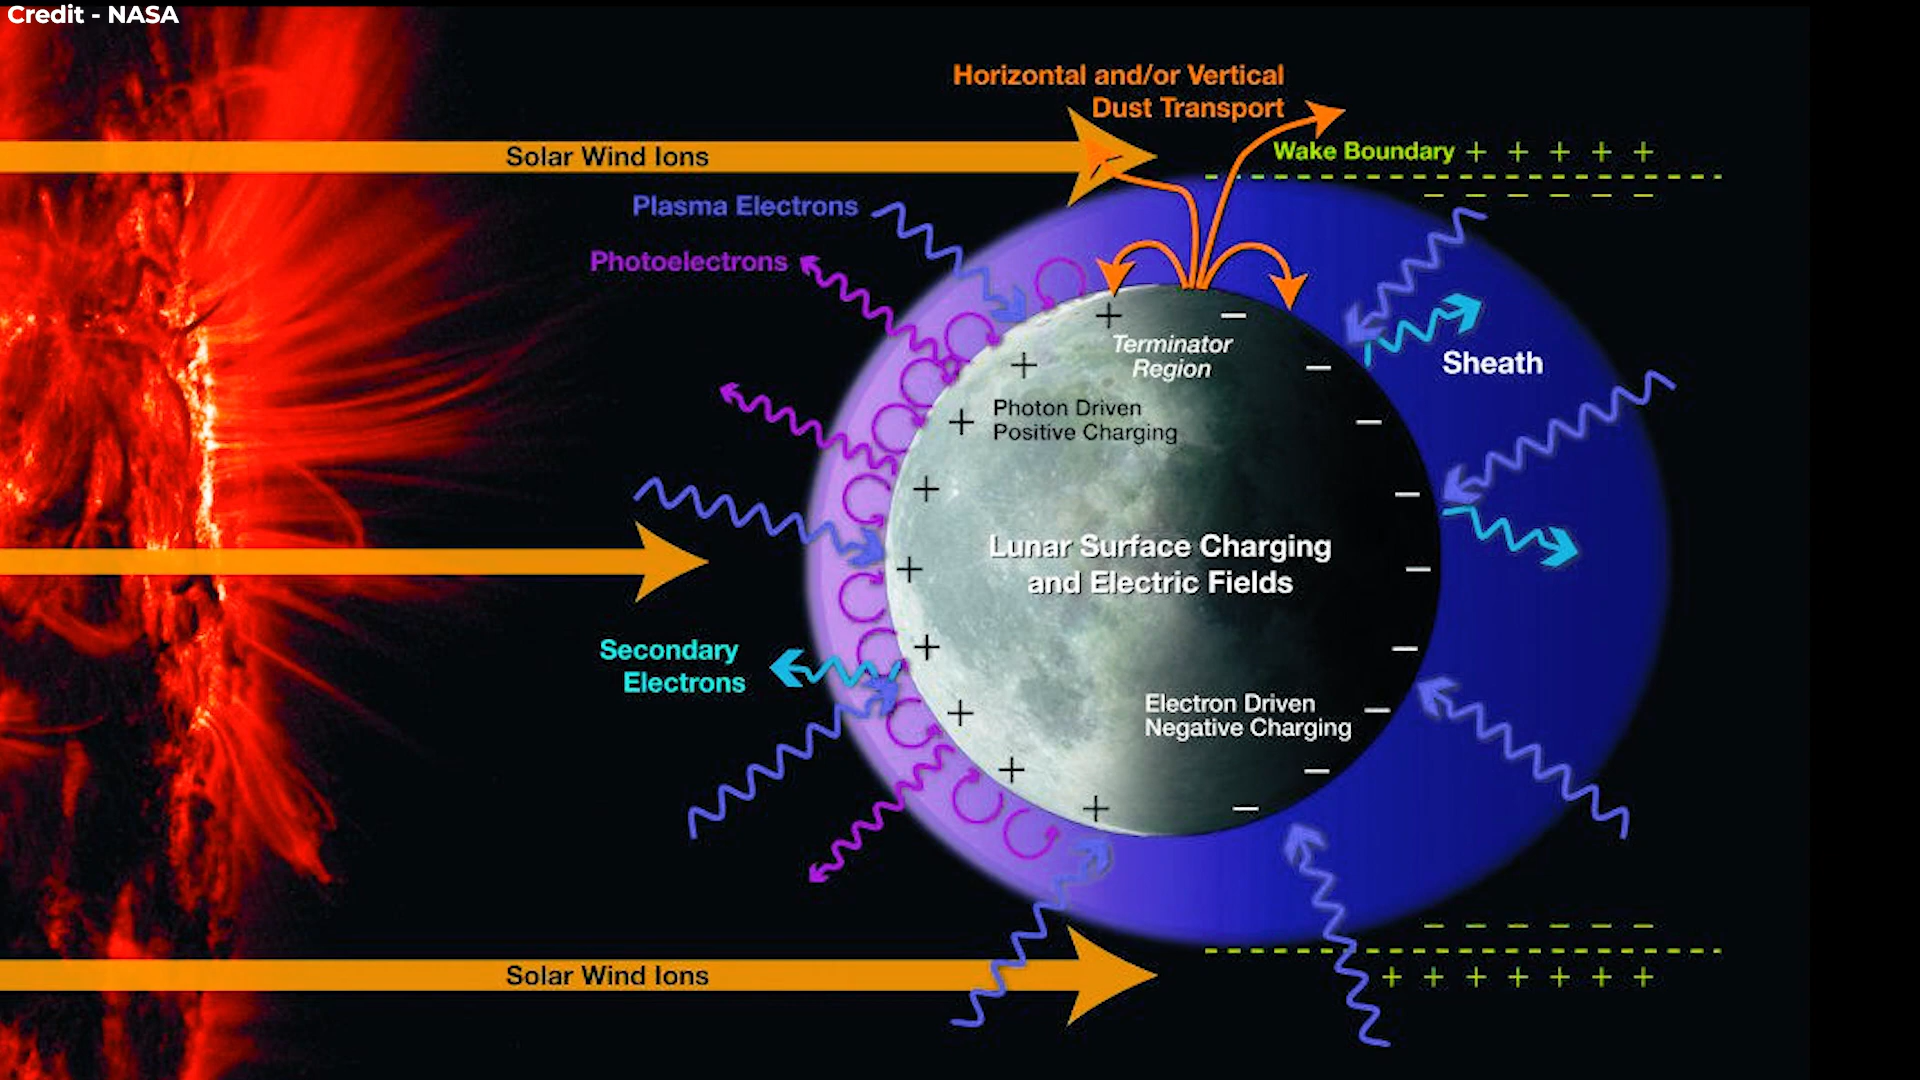 Credit - NASA
Horizontal and/or Vertical
Dust Transport
Solar Wind Ions
Wake Boundary + + + + +
− − − − − −
Plasma Electrons
Photoelectrons
+ −
Terminator
Region
Sheath
Photon Driven
Positive Charging
Lunar Surface Charging
and Electric Fields
Secondary
Electrons
Electron Driven
Negative Charging
− − − − − −
Solar Wind Ions
+ + + + + + +